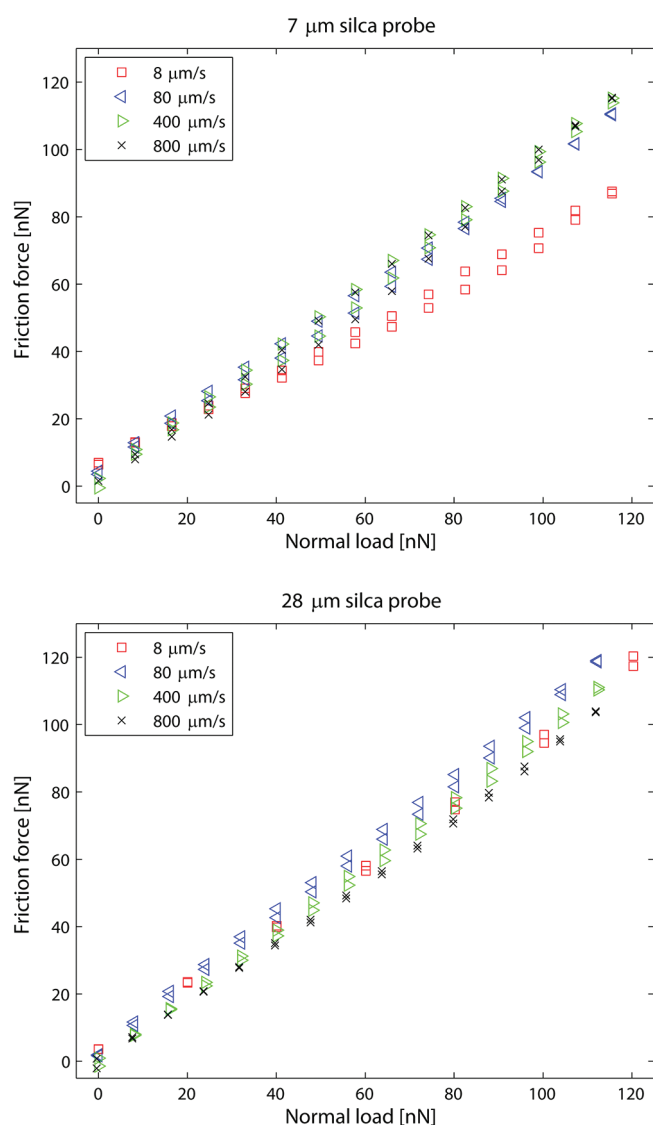 7 μm silca probe
120
100
80
60
40
20
0
Friction force [nN]
8 μm/s
80 μm/s
400 μm/s
800 μm/s
0 20 40 60 80 100 120
Normal load [nN]
28 μm silca probe
120
100
80
60
40
20
0
Friction force [nN]
8 μm/s
80 μm/s
400 μm/s
800 μm/s
0 20 40 60 80 100 120
Normal load [nN]